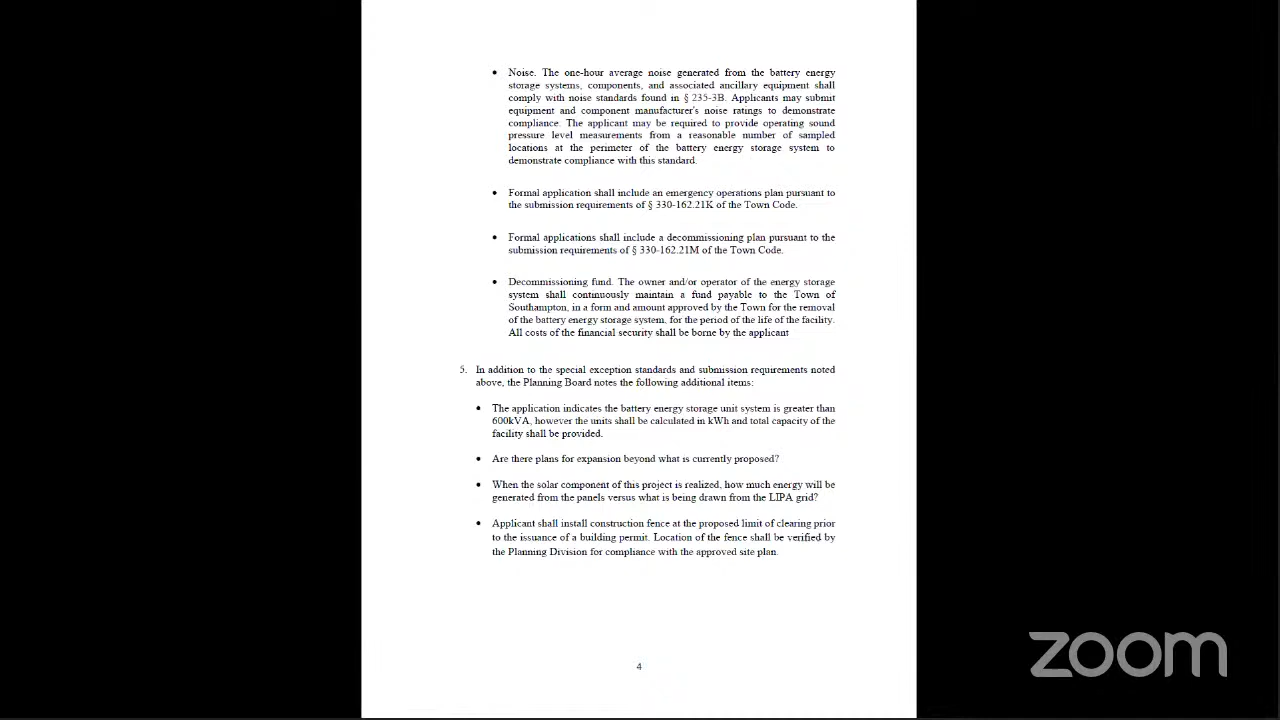 • Noise. The one-hour average noise generated from the battery energy
storage systems, components, and associated ancillary equipment shall
comply with noise standards found in § 235-3B. Applicants may submit
equipment and component manufacturer's noise ratings to demonstrate
compliance. The applicant may be required to provide operating sound
pressure level measurements from a reasonable number of sampled
locations at the perimeter of the battery energy storage system to
demonstrate compliance with this standard.
• Formal application shall include an emergency operations plan pursuant to
the submission requirements of § 330-162.21K of the Town Code.
• Formal applications shall include a decommissioning plan pursuant to the
submission requirements of § 330-162.21M of the Town Code.
• Decommissioning fund. The owner and/or operator of the energy storage
system shall continuously maintain a fund payable to the Town of
Southampton, in a form and amount approved by the Town for the removal
of the battery energy storage system, for the period of the life of the facility.
All costs of the financial security shall be borne by the applicant
5. In addition to the special exception standards and submission requirements noted
above, the Planning Board notes the following additional items:
• The application indicates the battery energy storage unit system is greater than
600kVA, however the units shall be calculated in kWh and total capacity of the
facility shall be provided.
• Are there plans for expansion beyond what is currently proposed?
• When the solar component of this project is realized, how much energy will be
generated from the panels versus what is being drawn from the LIPA grid?
• Applicant shall install construction fence at the proposed limit of clearing prior
to the issuance of a building permit. Location of the fence shall be verified by
the Planning Division for compliance with the approved site plan.
4
zoom